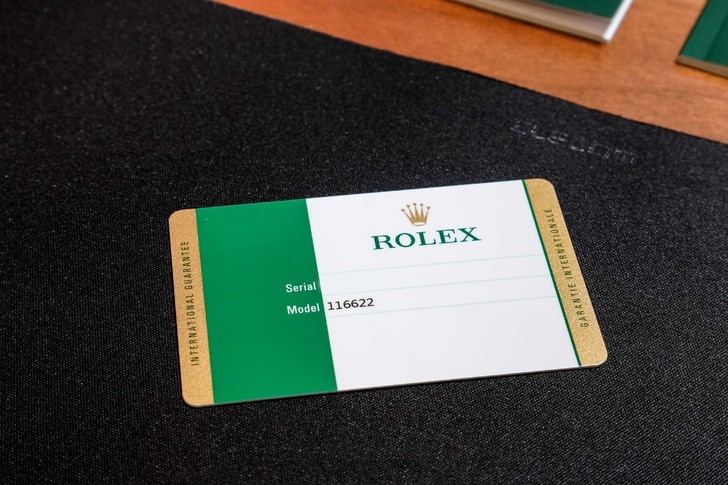 INTERNATIONAL GUARANTEE
ROLEX
Serial
Model 116622
GARANTIE INTERNATIONALE